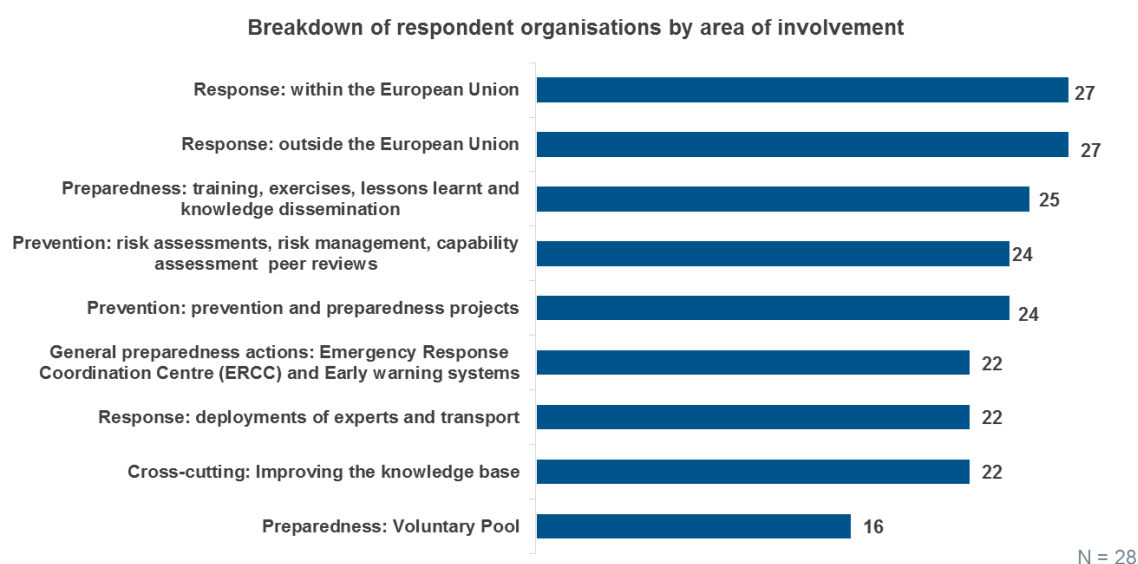 Breakdown of respondent organisations by area of involvement
Response: within the European Union
27
Response: outside the European Union
27
Preparedness: training, exercises, lessons learnt and
knowledge dissemination
25
Prevention: risk assessments, risk management, capability
assessment  peer reviews
24
Prevention: prevention and preparedness projects
24
General preparedness actions: Emergency Response
Coordination Centre (ERCC) and Early warning systems
22
Response: deployments of experts and transport
22
Cross-cutting: Improving the knowledge base
22
Preparedness: Voluntary Pool
16
N = 28